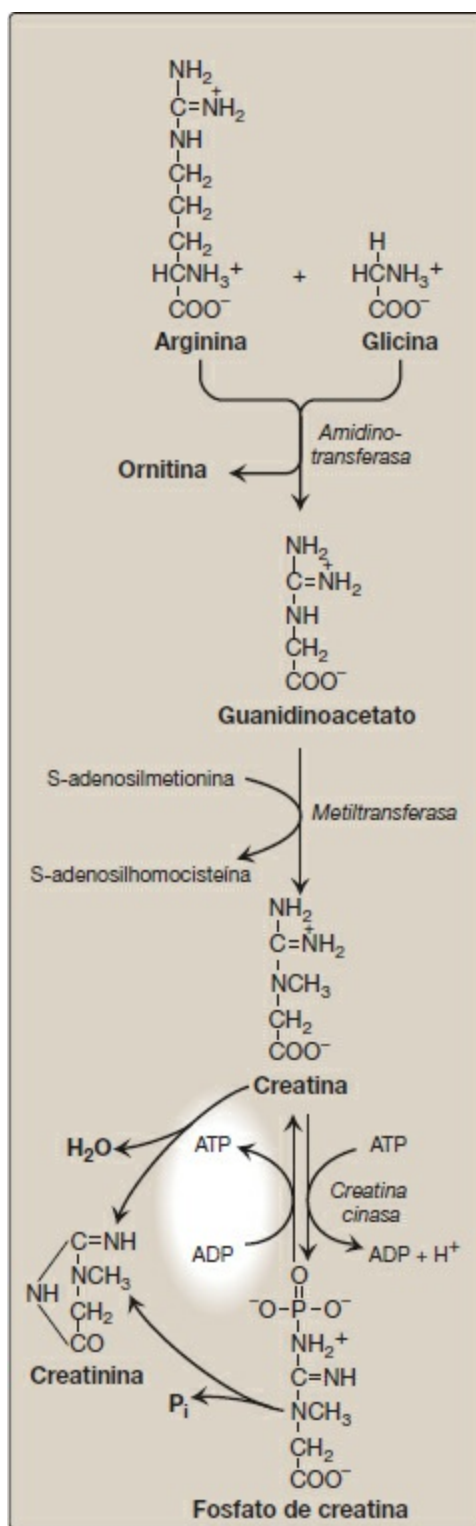 NH₂
C=NH₂⁺
NH
CH₂
CH₂
CH₂
HCNH₃⁺
COO⁻
Arginina
+
H
HCNH₃⁺
COO⁻
Glicina
Amidino-
transferasa
Ornitina
NH₂
C=NH₂⁺
NH
CH₂
COO⁻
Guanidinoacetato
S-adenosilmetionina
Metiltransferasa
S-adenosilhomocisteína
NH₂
C=NH₂⁺
NCH₃
CH₂
COO⁻
Creatina
H₂O
ATP
ATP
Creatina
cinasa
ADP
ADP + H⁺
C=NH
NCH₃
NH
CH₂
CO
Creatinina
O
⁻O–P–O⁻
NH₂⁺
C=NH
NCH₃
CH₂
COO⁻
Pᵢ
Fosfato de creatina